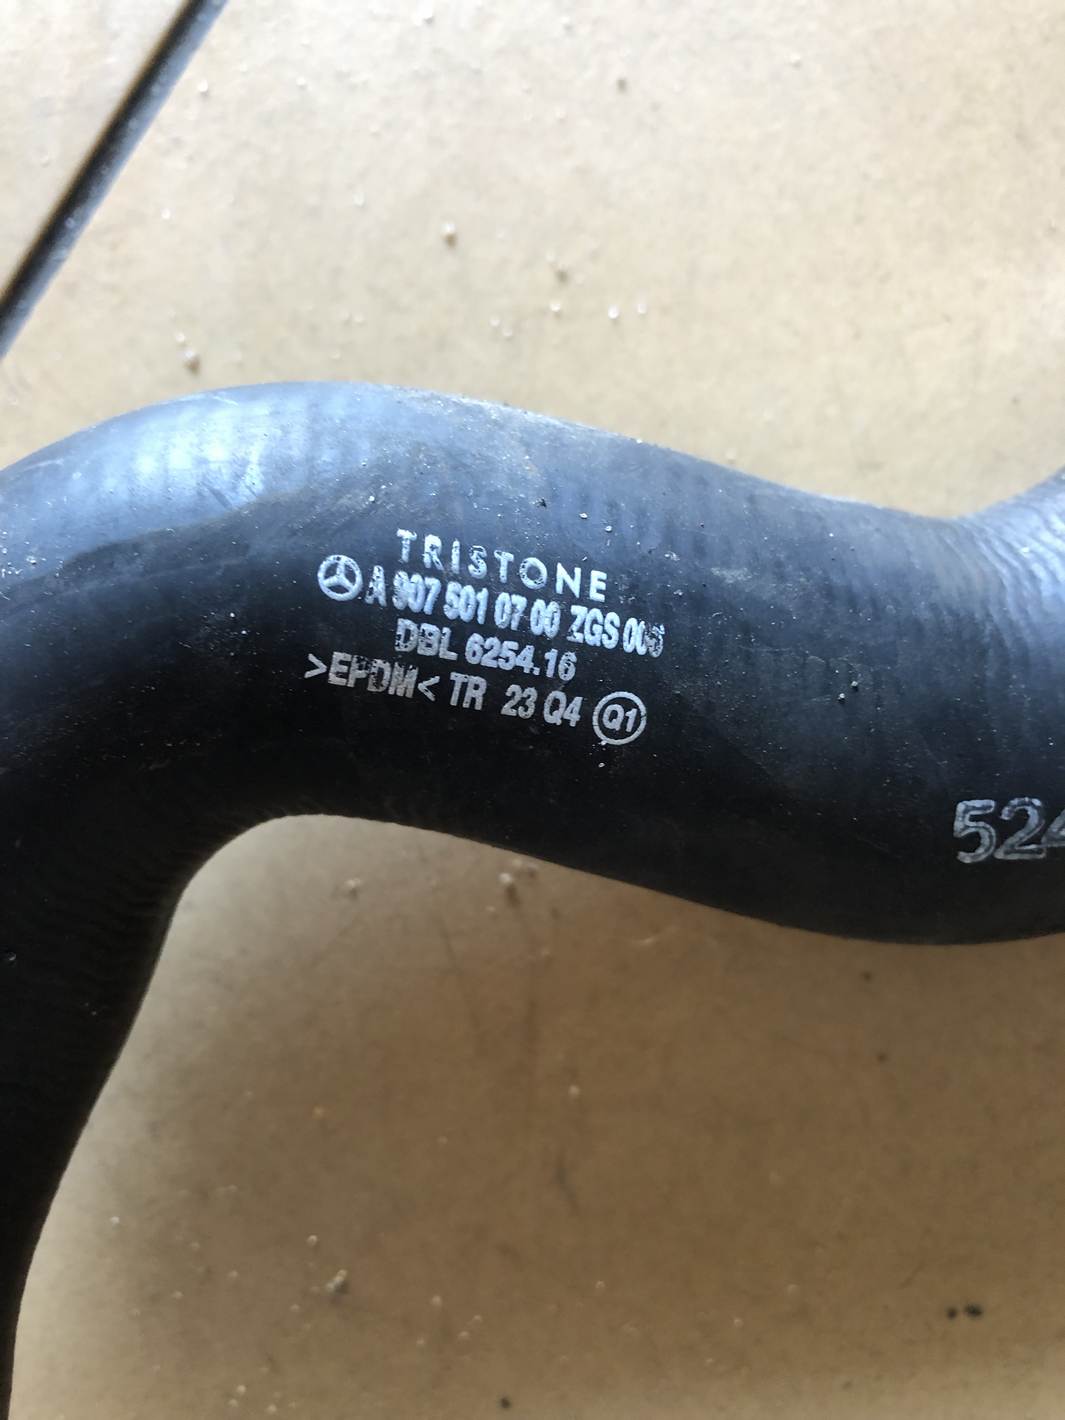 TRISTONE
A 907 501 07 00 ZGS 006
DBL 6254.16
>EPDM< TR 23 Q4 Q1
524